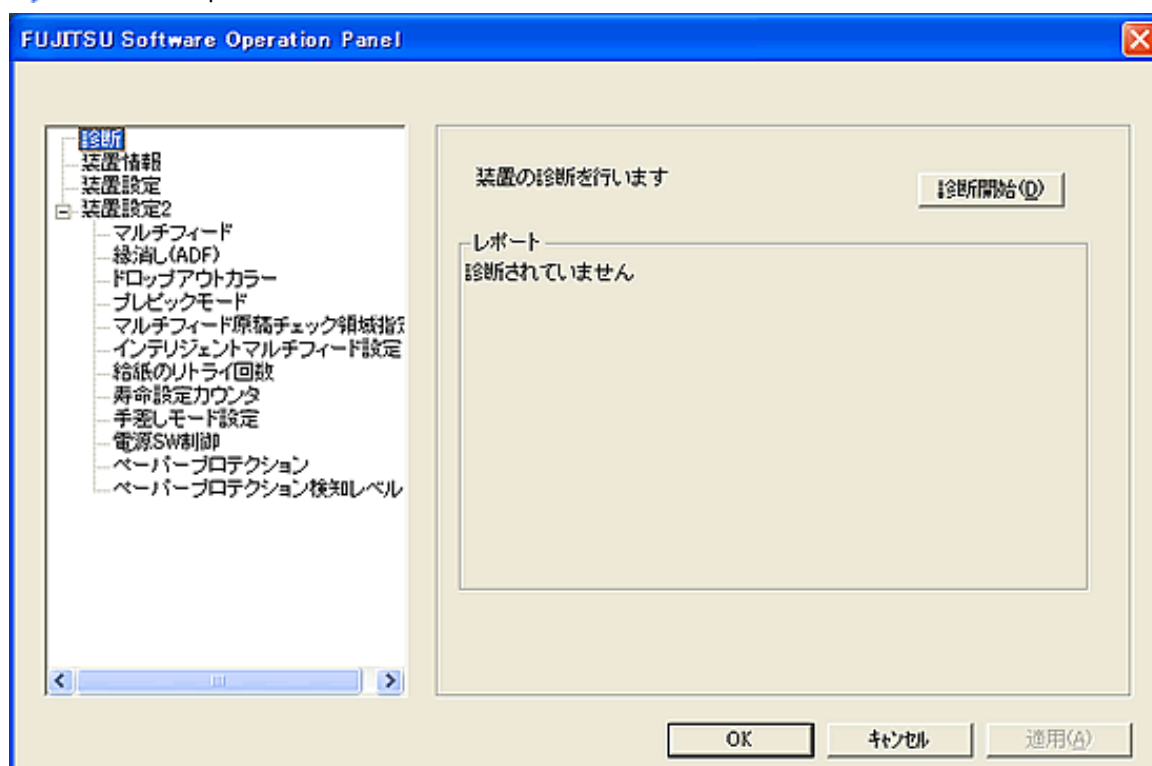 FUJITSU Software Operation Panel
診断
装置情報
装置設定
装置設定2
マルチフィード
縁消し(ADF)
ドロップアウトカラー
プレピックモード
マルチフィード原稿チェック領域指
インテリジェントマルチフィード設定
給紙のリトライ回数
寿命設定カウンタ
手差しモード設定
電源SW制御
ペーパープロテクション
ペーパープロテクション検知レベル
装置の診断を行います
診断開始(D)
レポート
診断されていません
OK
キャンセル
適用(A)